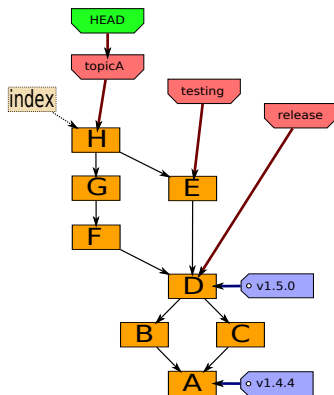 HEAD
topicA
testing
index
release
H
G
E
F
D
v1.5.0
B
C
A
v1.4.4